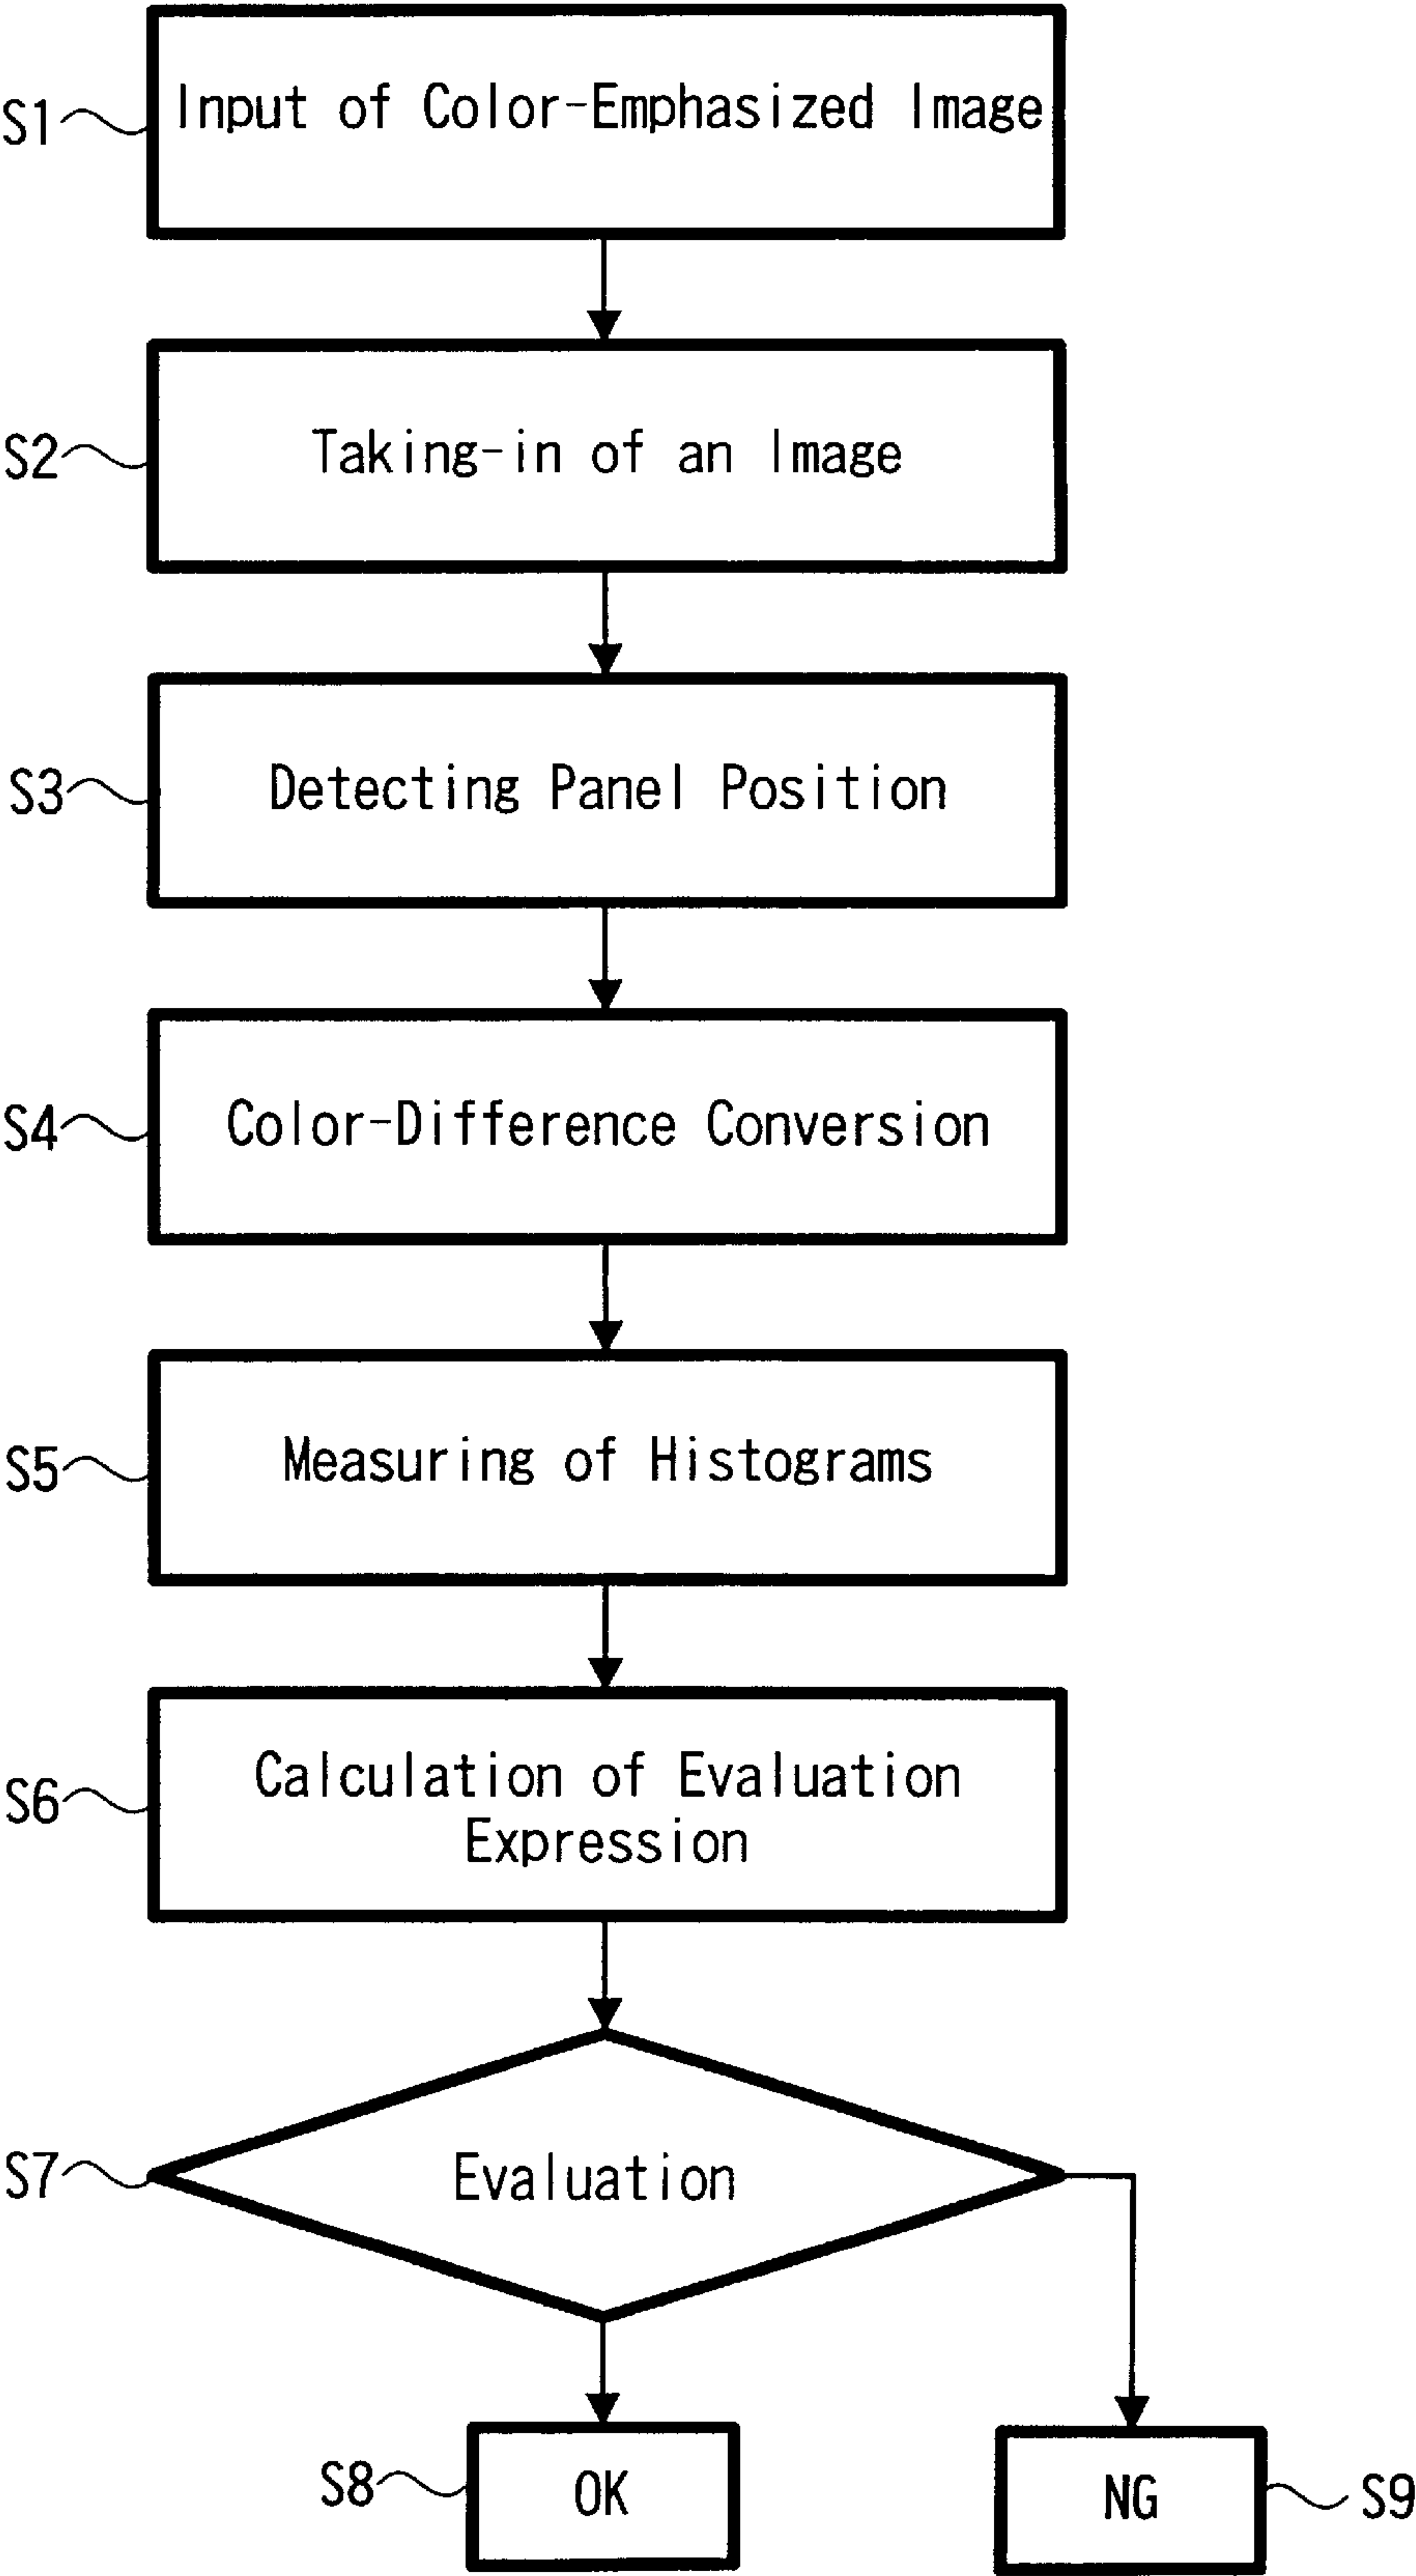 S1
Input of Color-Emphasized Image
S2
Taking-in of an Image
S3
Detecting Panel Position
S4
Color-Difference Conversion
S5
Measuring of Histograms
S6
Calculation of Evaluation
Expression
S7
Evaluation
S8
OK
NG
S9